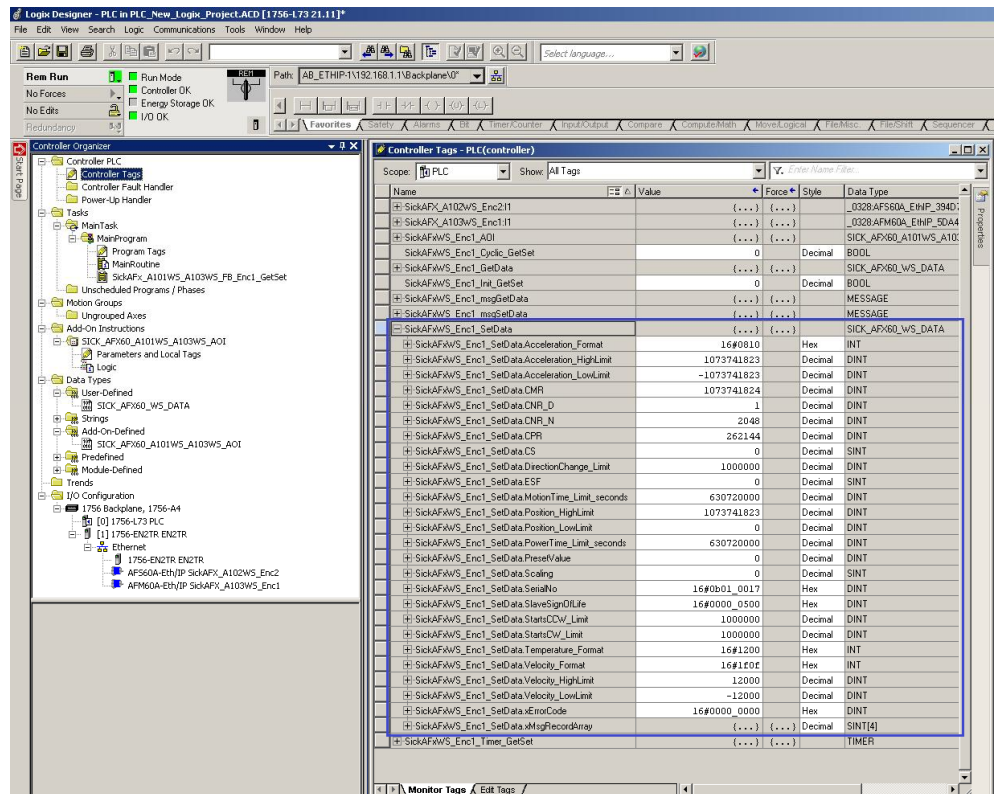 Logix Designer - PLC in PLC_New_Logix_Project.ACD [1756-L73 21.11]*
File Edit View Search Logic Communications Tools Window Help
Select language...
Rem Run
Run Mode
REM
Path: AB_ETHIP-1\192.168.1.1\Backplane\0*
No Forces
Controller OK
Energy Storage OK
No Edits
I/O OK
Redundancy
Favorites Safety Alarms Bit Timer/Counter Input/Output Compare Compute/Math Move/Logical File/Misc. File/Shift Sequencer
Start Page
Controller Organizer
Controller PLC
Controller Tags
Controller Fault Handler
Power-Up Handler
Tasks
MainTask
MainProgram
Program Tags
MainRoutine
SickAFx_A101WS_A103WS_FB_Enc1_GetSet
Unscheduled Programs / Phases
Motion Groups
Ungrouped Axes
Add-On Instructions
SICK_AFX60_A101WS_A103WS_AOI
Parameters and Local Tags
Logic
Data Types
User-Defined
SICK_AFX60_WS_DATA
Strings
Add-On-Defined
SICK_AFX60_A101WS_A103WS_AOI
Predefined
Module-Defined
Trends
I/O Configuration
1756 Backplane, 1756-A4
[0] 1756-L73 PLC
[1] 1756-EN2TR EN2TR
Ethernet
1756-EN2TR EN2TR
AFS60A-Eth/IP SickAFX_A102WS_Enc2
AFM60A-Eth/IP SickAFX_A103WS_Enc1
Controller Tags - PLC(controller)
Scope: PLC Show: All Tags Enter Name Filter...
Name Value Force Style Data Type
SickAFX_A102WS_Enc2:I1 {...} {...} _0328:AFS60A_EthIP_394D7
SickAFX_A103WS_Enc1:I1 {...} {...} _0328:AFM60A_EthIP_5DA4
SickAFxWS_Enc1_AOI {...} {...} SICK_AFX60_A101WS_A103
SickAFxWS_Enc1_Cyclic_GetSet 0 Decimal BOOL
SickAFxWS_Enc1_GetData {...} {...} SICK_AFX60_WS_DATA
SickAFxWS_Enc1_Init_GetSet 0 Decimal BOOL
SickAFxWS_Enc1_msgGetData {...} {...} MESSAGE
SickAFxWS_Enc1_msgSetData {...} {...} MESSAGE
SickAFxWS_Enc1_SetData {...} {...} SICK_AFX60_WS_DATA
SickAFxWS_Enc1_SetData.Acceleration_Format 16#0810 Hex INT
SickAFxWS_Enc1_SetData.Acceleration_HighLimit 1073741823 Decimal DINT
SickAFxWS_Enc1_SetData.Acceleration_LowLimit -1073741823 Decimal DINT
SickAFxWS_Enc1_SetData.CMR 1073741824 Decimal DINT
SickAFxWS_Enc1_SetData.CNR_D 1 Decimal DINT
SickAFxWS_Enc1_SetData.CNR_N 2048 Decimal DINT
SickAFxWS_Enc1_SetData.CPR 262144 Decimal DINT
SickAFxWS_Enc1_SetData.CS 0 Decimal SINT
SickAFxWS_Enc1_SetData.DirectionChange_Limit 1000000 Decimal DINT
SickAFxWS_Enc1_SetData.ESF 0 Decimal SINT
SickAFxWS_Enc1_SetData.MotionTime_Limit_seconds 630720000 Decimal DINT
SickAFxWS_Enc1_SetData.Position_HighLimit 1073741823 Decimal DINT
SickAFxWS_Enc1_SetData.Position_LowLimit 0 Decimal DINT
SickAFxWS_Enc1_SetData.PowerTime_Limit_seconds 630720000 Decimal DINT
SickAFxWS_Enc1_SetData.PresetValue 0 Decimal DINT
SickAFxWS_Enc1_SetData.Scaling 0 Decimal SINT
SickAFxWS_Enc1_SetData.SerialNo 16#0b01_0017 Hex DINT
SickAFxWS_Enc1_SetData.SlaveSignOfLife 16#0000_0500 Hex DINT
SickAFxWS_Enc1_SetData.StartsCCW_Limit 1000000 Decimal DINT
SickAFxWS_Enc1_SetData.StartsCW_Limit 1000000 Decimal DINT
SickAFxWS_Enc1_SetData.Temperature_Format 16#1200 Hex INT
SickAFxWS_Enc1_SetData.Velocity_Format 16#1f0f Hex INT
SickAFxWS_Enc1_SetData.Velocity_HighLimit 12000 Decimal DINT
SickAFxWS_Enc1_SetData.Velocity_LowLimit -12000 Decimal DINT
SickAFxWS_Enc1_SetData.xErrorCode 16#0000_0000 Hex DINT
SickAFxWS_Enc1_SetData.xMsgRecordArray {...} {...} Decimal SINT[4]
SickAFxWS_Enc1_Timer_GetSet {...} {...} TIMER
Properties
Monitor Tags Edit Tags